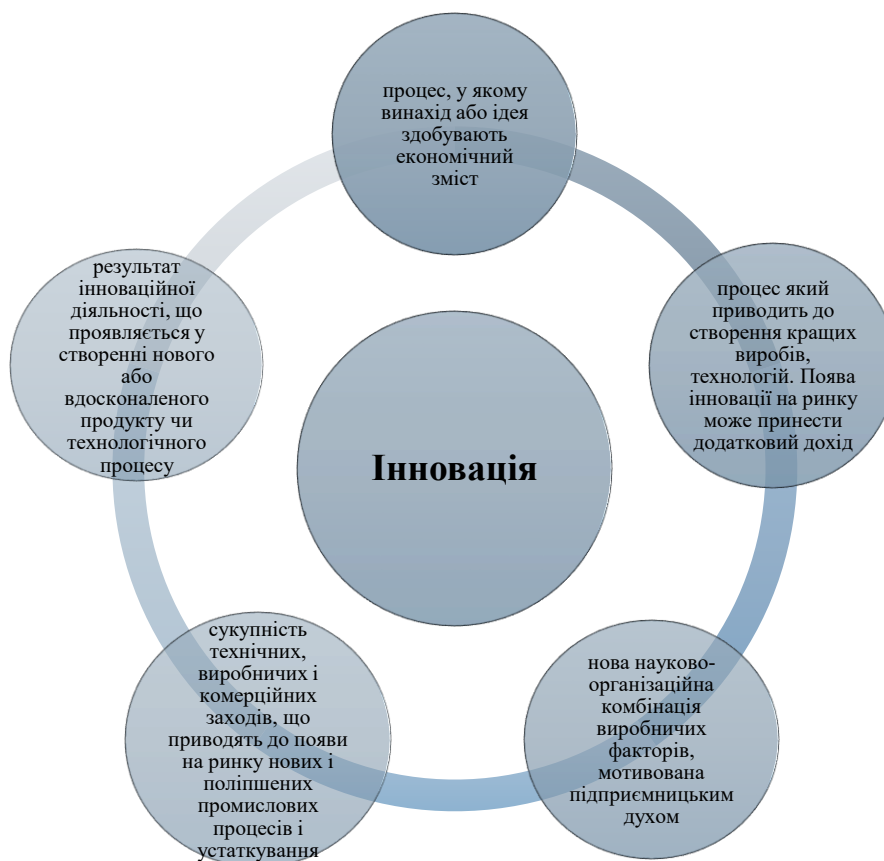 процес, у якому
винахід або ідея
здобувають
економічний
зміст
процес який
приводить до
створення кращих
виробів,
технологій. Поява
інновації на ринку
може принести
додатковий дохід
нова науково-
організаційна
комбінація
виробничих
факторів,
мотивована
підприємницьким
духом
сукупність
технічних,
виробничих і
комерційних
заходів, що
приводять до появи
на ринку нових і
поліпшених
промислових
процесів і
устаткування
результат
інноваційної
діяльності, що
проявляється у
створенні нового
або
вдосконаленого
продукту чи
технологічного
процесу
Інновація